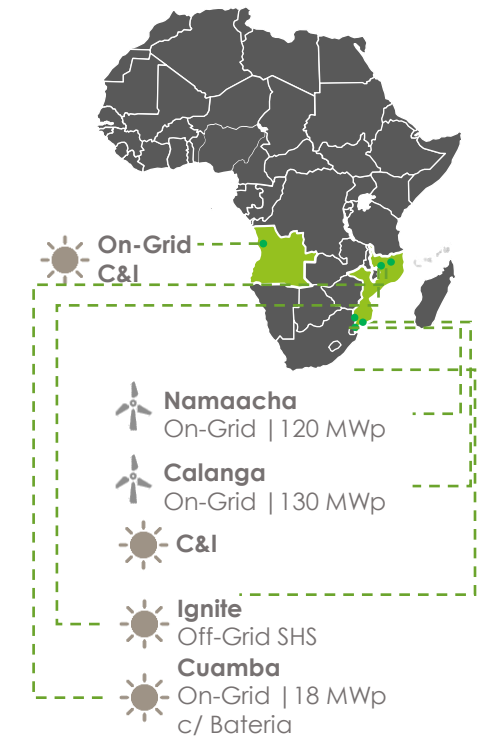 On-Grid
C&I
Namaacha
On-Grid |120 MWp
Calanga
On-Grid |130 MWp
C&I
Ignite
Off-Grid SHS
Cuamba
On-Grid |18 MWp
c/ Bateria